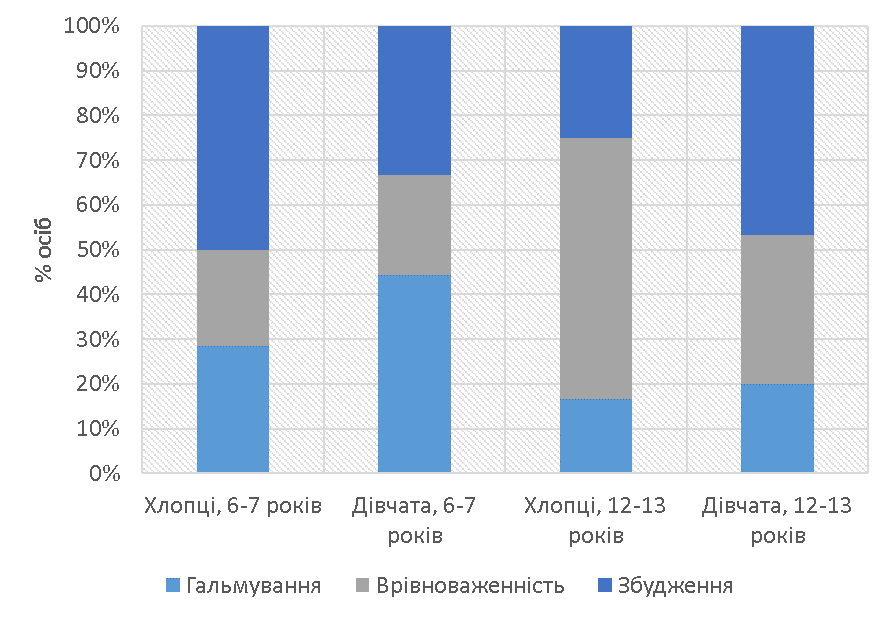 100%
90%
80%
70%
60%
50%
40%
30%
20%
10%
0%
% осіб
Хлопці, 6-7 років
Дівчата, 6-7
років
Хлопці, 12-13
років
Дівчата, 12-13
років
Гальмування
Врівноваженність
Збудження